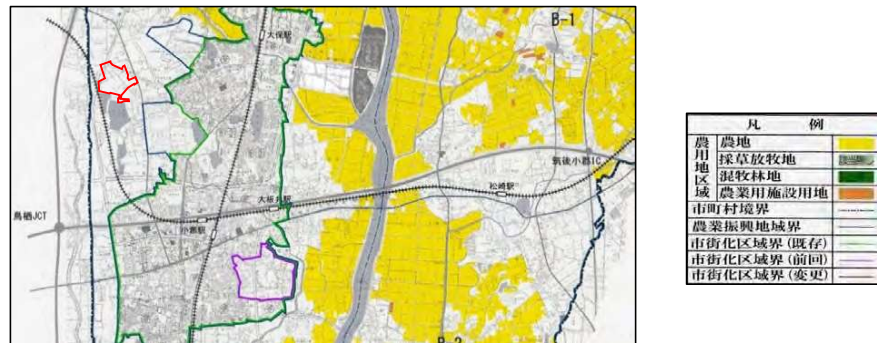 B-1
大保駅
筑後小郡IC
松崎駅
大板井駅
小郡駅
鳥栖JCT
B-2
凡 例
農用地区域
農地
採草放牧地
混牧林地
農業用施設用地
市町村境界
農業振興地域界
市街化区域界(既存)
市街化区域界(前回)
市街化区域界(変更)